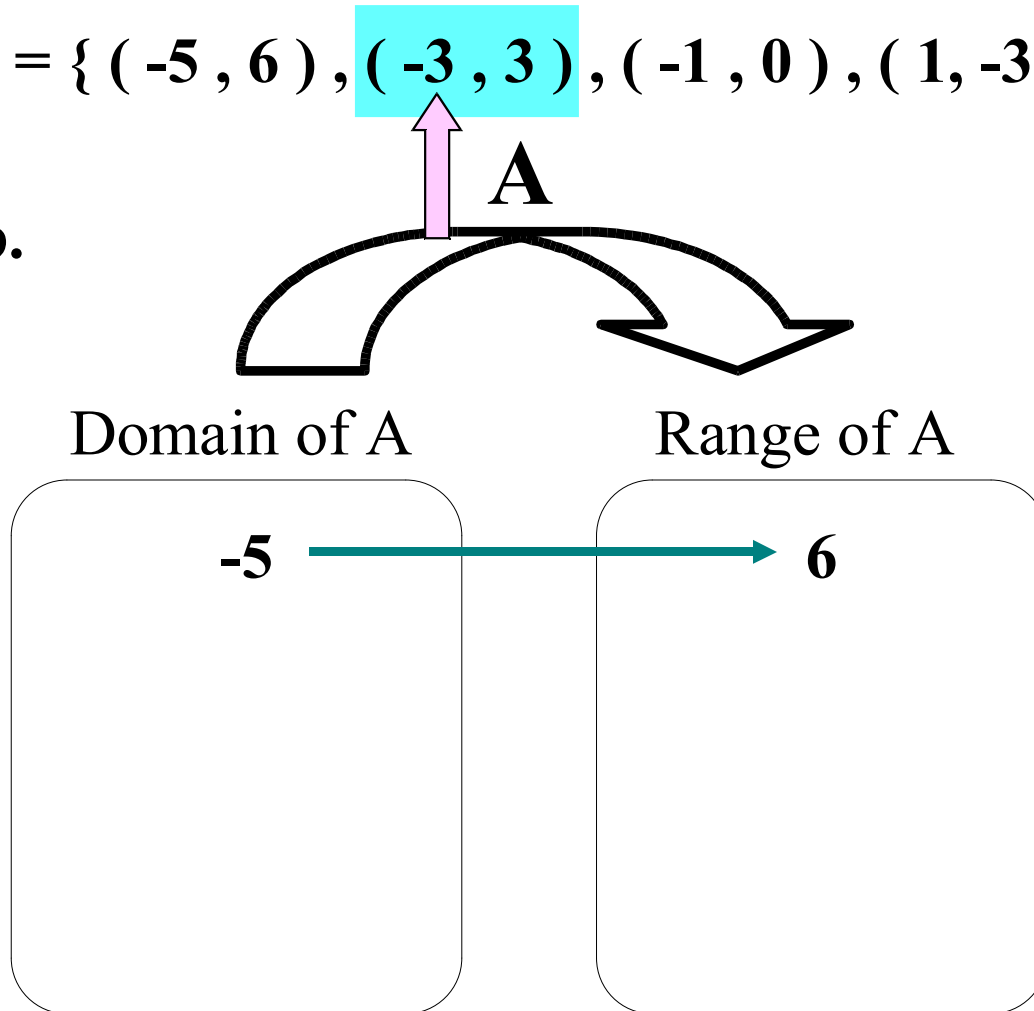 = { ( -5 , 6 ) , ( -3 , 3 ) , ( -1 , 0 ) , ( 1, -3
A
Domain of A Range of A
-5 6